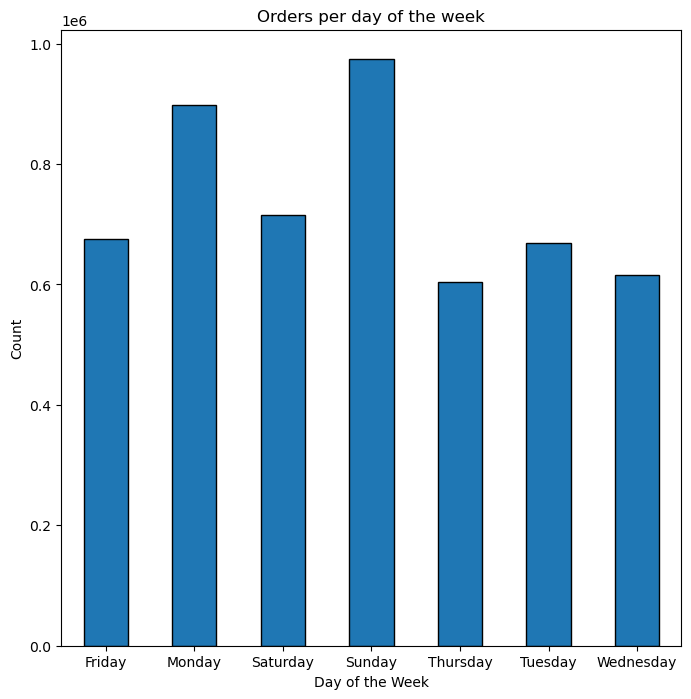 Orders per day of the week
1e6
1.0
0.8
0.6
0.4
0.2
0.0
Count
Friday Monday Saturday Sunday Thursday Tuesday Wednesday
Day of the Week